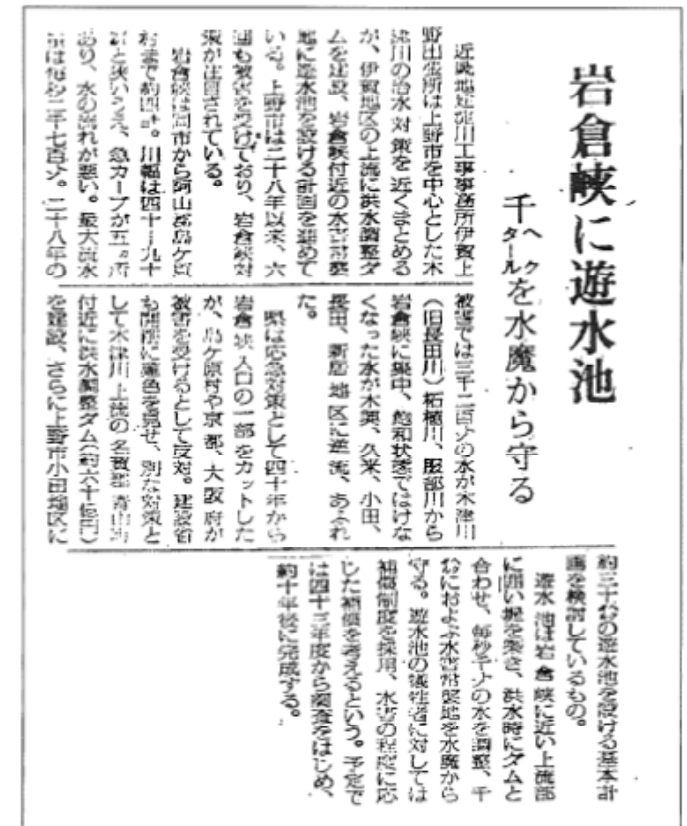 岩倉峡に遊水池
千ヘクタールを水魔から守る
近畿地建淀川工事事務所伊賀上
野出張所は上野市を中心とした木
津川の治水対策を近くまとめる
が、伊賀地区の上流に洪水調整ダ
ムを建設、岩倉峡付近の水害常襲
地に遊水池を設ける計画を進めて
いる。上野市は二十八年以来、六
回も被害を受けており、岩倉峡対
策が注目されている。
岩倉峡は同市から阿山郡島ケ原
村まで約四キ。川幅は四十―九十
と狭いうえ、急カーブが五ヵ所
あり、水の流れが悪い。最大流水
量は毎秒二千七百トン。二十八年の
被害では三千二百トンの水が木津川
(旧長田川)柘植川、服部川から
岩倉峡に集中、飽和状態ではけな
くなった水が木興、久米、小田、
長田、新居地区に逆流、あふれ
た。
県は応急対策として四十年から
岩倉峡入口の一部をカットした
が、島ケ原村や京都、大阪府が
被害を受けるとして反対。建設省
も開削に難色を見せ、別な対策と
して木津川上流の名賀郡青山町
付近に洪水調整ダム(約六十億円)
を建設、さらに上野市小田地区に
約三十㌶の遊水池を設ける基本計
画を検討しているもの。
遊水池は岩倉峡に近い上流部
に囲い堤を築き、洪水時にダムと
合わせ、毎秒千トンの水を調整、千
㌶におよぶ水害常襲地を水魔から
守る。遊水池の犠牲者に対しては
補償制度を採用、水害の程度に応
じた補償を考えるという。予定で
は四十三年度から調査をはじめ、
約十年後に完成する。